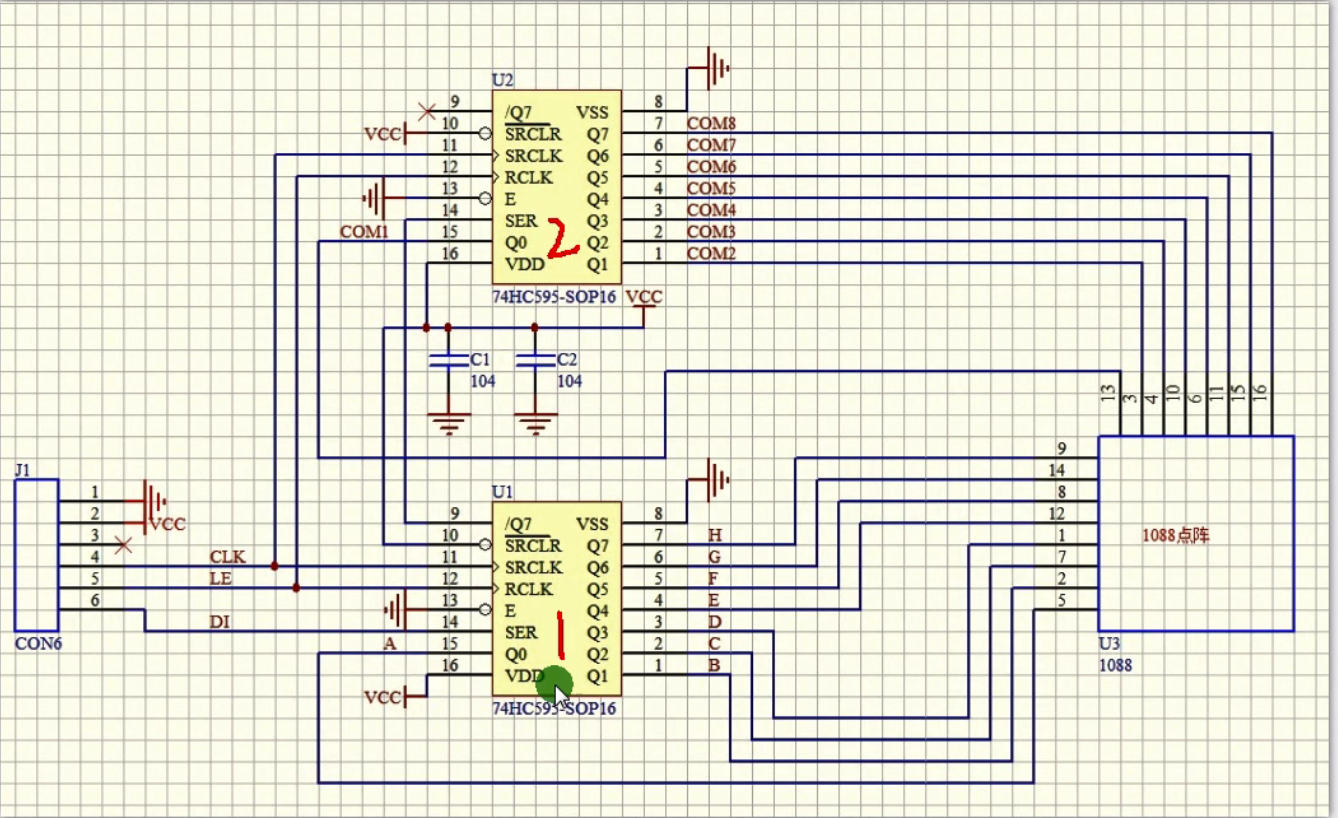 U2
9 /Q7 VSS 8
VCC 10 SRCLR Q7 7 COM8
11 SRCLK Q6 6 COM7
12 RCLK Q5 5 COM6
13 E Q4 4 COM5
14 SER Q3 3 COM4
COM1 15 Q0 Q2 2 COM3
16 VDD Q1 1 COM2
2
74HC595-SOP16 VCC
C1 C2
104 104
13 3 4 10 6 11 15 16
9
14
8
12
1
7
2
5
1088点阵
U3
1088
J1
1
2 VCC
3
4 CLK
5 LE
6 DI
CON6
U1
9 /Q7 VSS 8
10 SRCLR Q7 7 H
11 SRCLK Q6 6 G
12 RCLK Q5 5 F
13 E Q4 4 E
14 SER Q3 3 D
A 15 Q0 Q2 2 C
16 VDD Q1 1 B
1
VCC
74HC595-SOP16